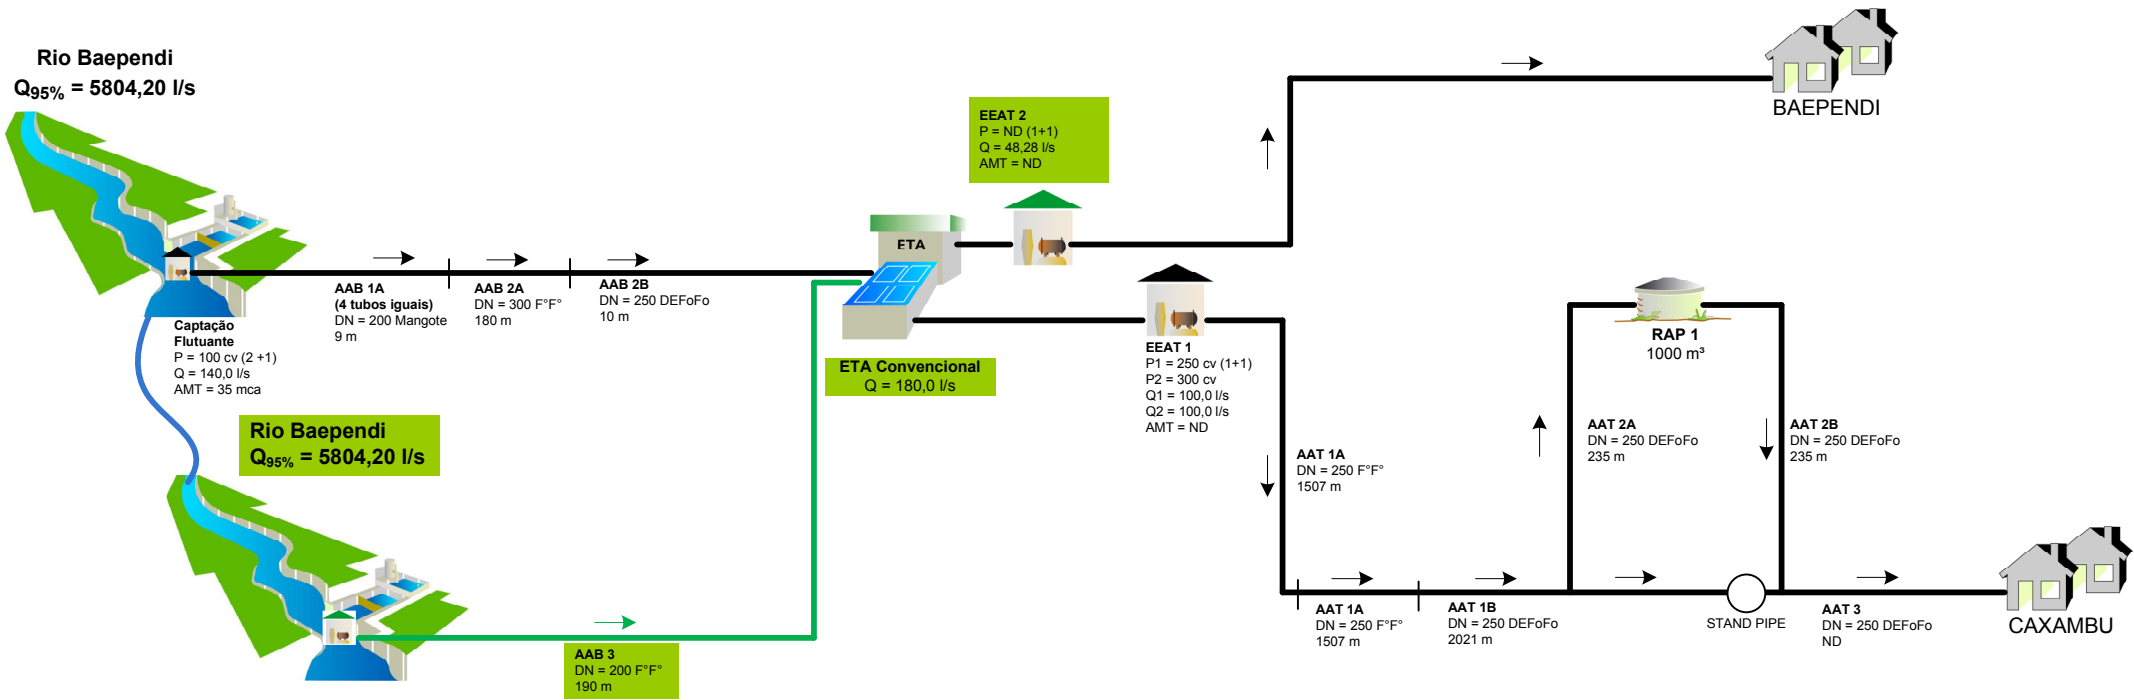 Rio Baependi
Q95% = 5804,20 l/s
BAEPENDI
EEAT 2
P = ND (1+1)
Q = 48,28 l/s
AMT = ND
ETA
AAB 1A
(4 tubos iguais)
DN = 200 Mangote
9 m
AAB 2A
DN = 300 F°F°
180 m
AAB 2B
DN = 250 DEFoFo
10 m
Captação
Flutuante
P = 100 cv (2 +1)
Q = 140,0 l/s
AMT = 35 mca
ETA Convencional
Q = 180,0 l/s
EEAT 1
P1 = 250 cv (1+1)
P2 = 300 cv
Q1 = 100,0 l/s
Q2 = 100,0 l/s
AMT = ND
RAP 1
1000 m³
Rio Baependi
Q95% = 5804,20 l/s
AAT 1A
DN = 250 F°F°
1507 m
AAT 2A
DN = 250 DEFoFo
235 m
AAT 2B
DN = 250 DEFoFo
235 m
AAT 1A
DN = 250 F°F°
1507 m
AAT 1B
DN = 250 DEFoFo
2021 m
STAND PIPE
AAT 3
DN = 250 DEFoFo
ND
CAXAMBU
AAB 3
DN = 200 F°F°
190 m